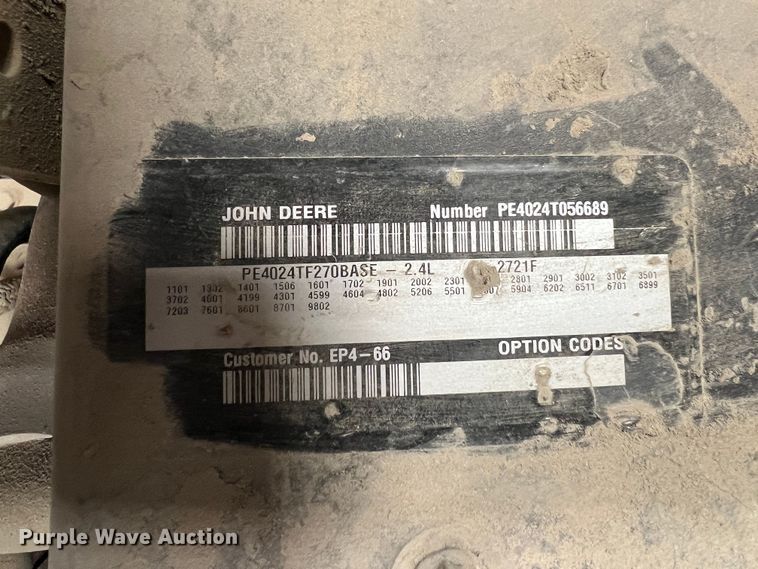 JOHN DEERE Number PE4024T056689
PE4024TF270BASE - 2.4L 2721F
1101 1302 1401 1506 1601 1702 1901 2002 2301 2801 2901 3002 3102 3501
3702 4001 4199 4301 4599 4604 4802 5206 5501 5904 6202 6511 6701 6899
7203 7601 8601 8701 9802
Customer No. EP4-66 OPTION CODES
Purple Wave Auction